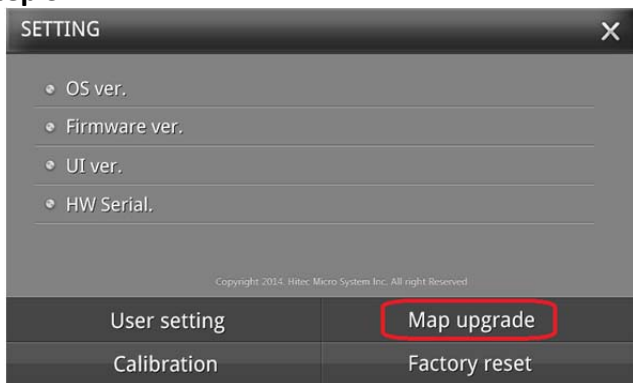 SETTING
OS ver.
Firmware ver.
UI ver.
HW Serial.
Copyright 2014. Hitec Micro System Inc. All right Reserved
User setting Map upgrade
Calibration Factory reset